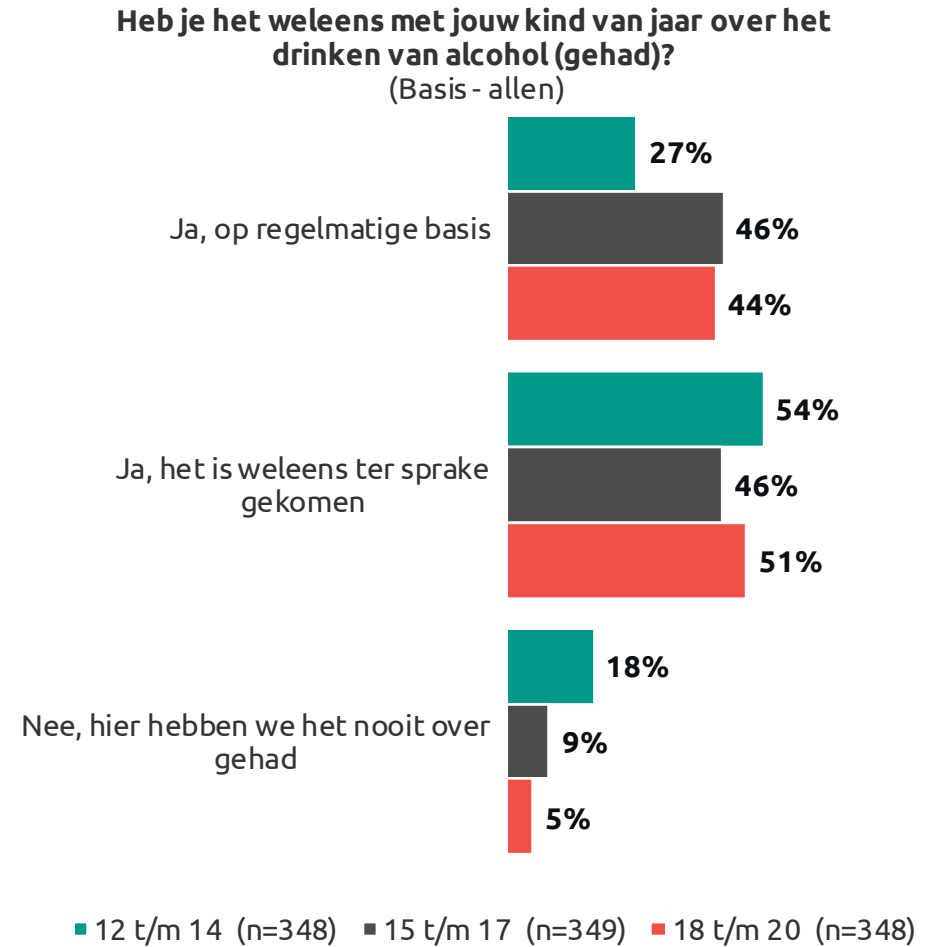 Heb je het weleens met jouw kind van jaar over het
drinken van alcohol (gehad)?
(Basis - allen)
27%
Ja, op regelmatige basis
46%
44%
54%
Ja, het is weleens ter sprake
gekomen
46%
51%
18%
Nee, hier hebben we het nooit over
gehad
9%
5%
12 t/m 14 (n=348) 15 t/m 17 (n=349) 18 t/m 20 (n=348)